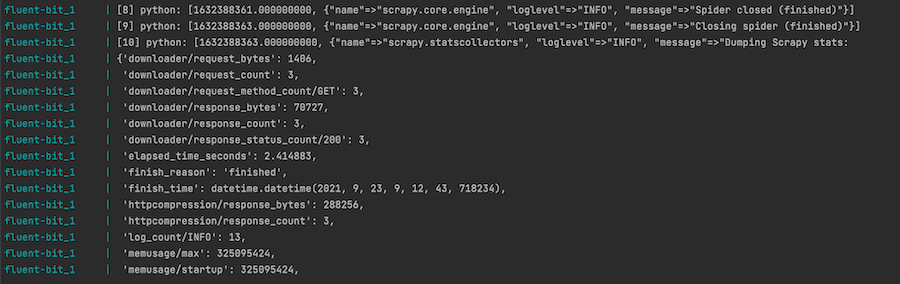 fluent-bit_1 | [8] python: [1632388361.000000000, {"name"=>"scrapy.core.engine", "loglevel"=>"INFO", "message"=>"Spider closed (finished)"}]
fluent-bit_1 | [9] python: [1632388363.000000000, {"name"=>"scrapy.core.engine", "loglevel"=>"INFO", "message"=>"Closing spider (finished)"}]
fluent-bit_1 | [10] python: [1632388363.000000000, {"name"=>"scrapy.statscollectors", "loglevel"=>"INFO", "message"=>"Dumping Scrapy stats:
fluent-bit_1 | {'downloader/request_bytes': 1406,
fluent-bit_1 | 'downloader/request_count': 3,
fluent-bit_1 | 'downloader/request_method_count/GET': 3,
fluent-bit_1 | 'downloader/response_bytes': 70727,
fluent-bit_1 | 'downloader/response_count': 3,
fluent-bit_1 | 'downloader/response_status_count/200': 3,
fluent-bit_1 | 'elapsed_time_seconds': 2.414883,
fluent-bit_1 | 'finish_reason': 'finished',
fluent-bit_1 | 'finish_time': datetime.datetime(2021, 9, 23, 9, 12, 43, 718234),
fluent-bit_1 | 'httpcompression/response_bytes': 288256,
fluent-bit_1 | 'httpcompression/response_count': 3,
fluent-bit_1 | 'log_count/INFO': 13,
fluent-bit_1 | 'memusage/max': 325095424,
fluent-bit_1 | 'memusage/startup': 325095424,